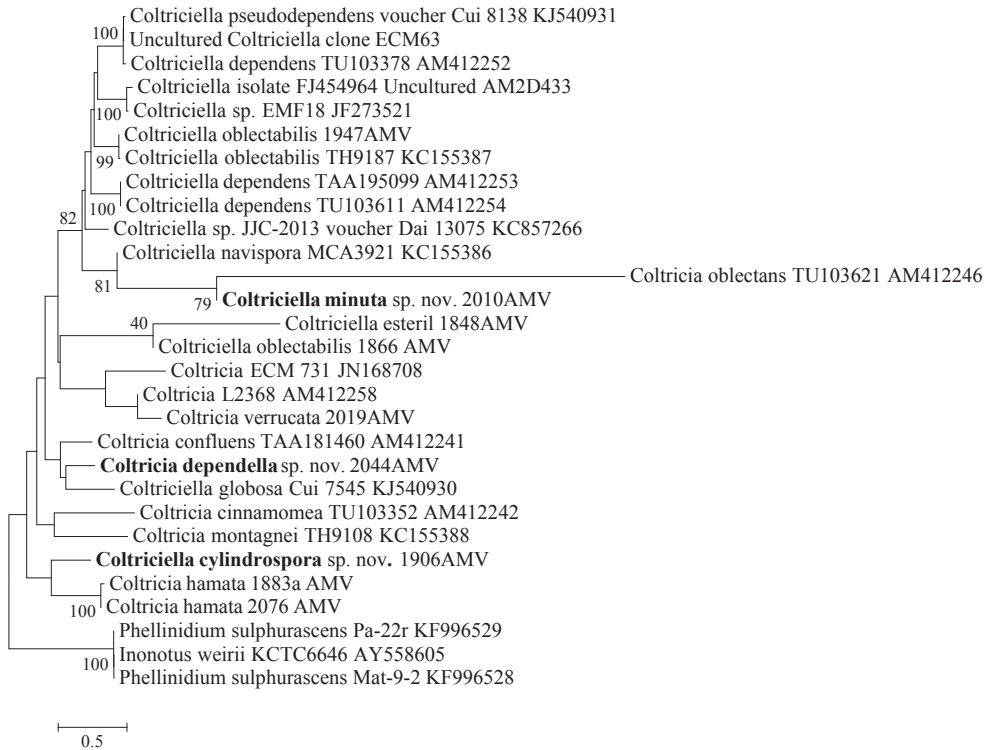 Coltriciella pseudodependens voucher Cui 8138 KJ540931
100
Uncultured Coltriciella clone ECM63
Coltriciella dependens TU103378 AM412252
Coltriciella isolate FJ454964 Uncultured AM2D433
100
Coltriciella sp. EMF18 JF273521
Coltriciella oblectabilis 1947AMV
99
Coltriciella oblectabilis TH9187 KC155387
Coltriciella dependens TAA195099 AM412253
100
Coltriciella dependens TU103611 AM412254
82
Coltriciella sp. JJC-2013 voucher Dai 13075 KC857266
Coltriciella navispora MCA3921 KC155386
81
Coltricia oblectans TU103621 AM412246
79
Coltriciella minuta sp. nov. 2010AMV
40
Coltriciella esteril 1848AMV
Coltriciella oblectabilis 1866 AMV
Coltricia ECM 731 JN168708
Coltricia L2368 AM412258
Coltricia verrucata 2019AMV
Coltricia confluens TAA181460 AM412241
Coltricia dependella sp. nov. 2044AMV
Coltriciella globosa Cui 7545 KJ540930
Coltricia cinnamomea TU103352 AM412242
Coltricia montagnei TH9108 KC155388
Coltriciella cylindrospora sp. nov. 1906AMV
Coltricia hamata 1883a AMV
100
Coltricia hamata 2076 AMV
Phellinidium sulphurascens Pa-22r KF996529
Inonotus weirii KCTC6646 AY558605
100
Phellinidium sulphurascens Mat-9-2 KF996528
0.5